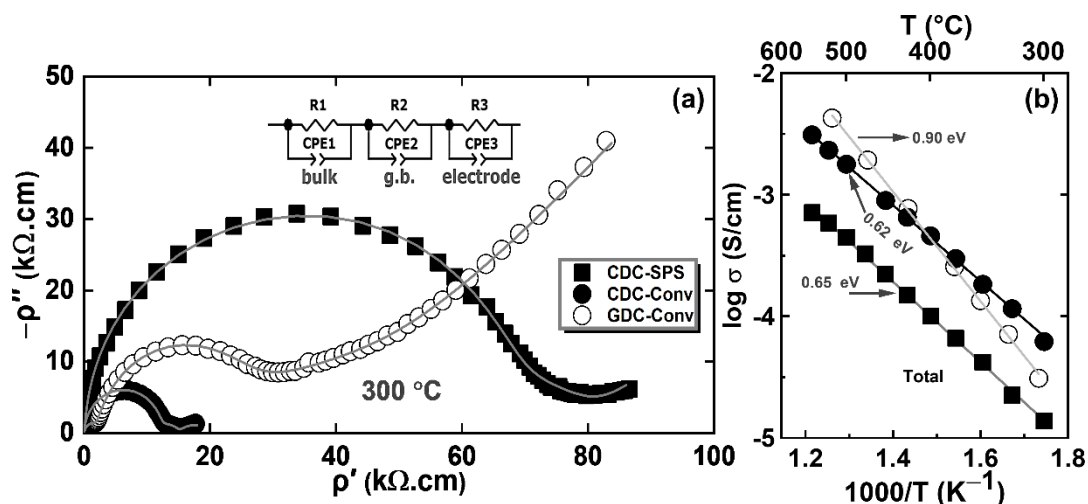 50
40
30
20
10
0
−ρ″ (kΩ.cm)
0 20 40 60 80 100
ρ′ (kΩ.cm)
(a)
R1 R2 R3
CPE1 CPE2 CPE3
bulk g.b. electrode
CDC-SPS
CDC-Conv
GDC-Conv
300 °C
T (°C)
600 500 400 300
(b)
-2
-3
-4
-5
log σ (S/cm)
0.90 eV
0.62 eV
0.65 eV
Total
1.2 1.4 1.6 1.8
1000/T (K⁻¹)